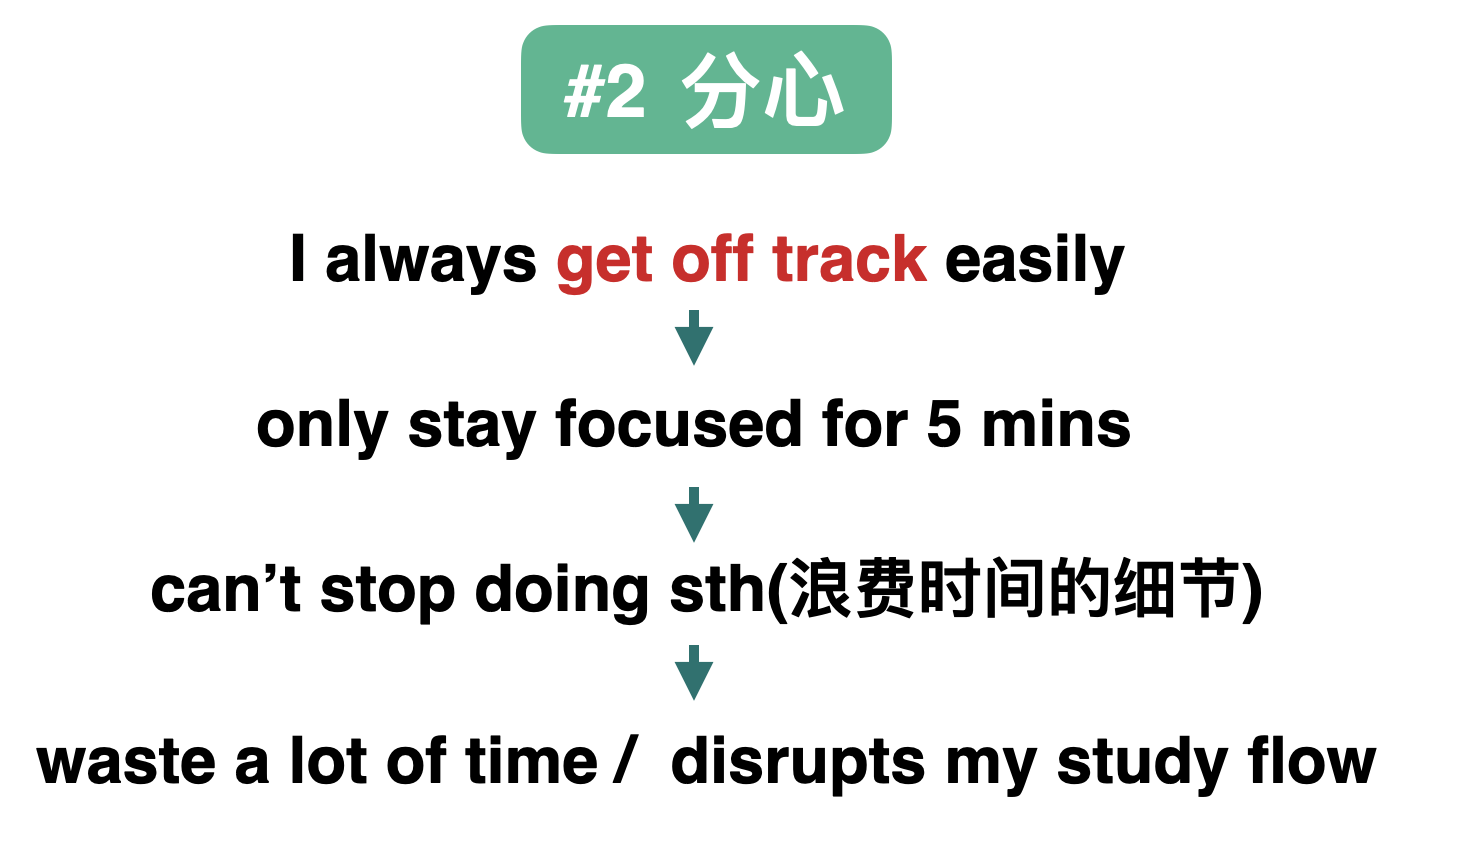 #2 分心
I always get off track easily
only stay focused for 5 mins
can’t stop doing sth(浪费时间的细节)
waste a lot of time / disrupts my study flow